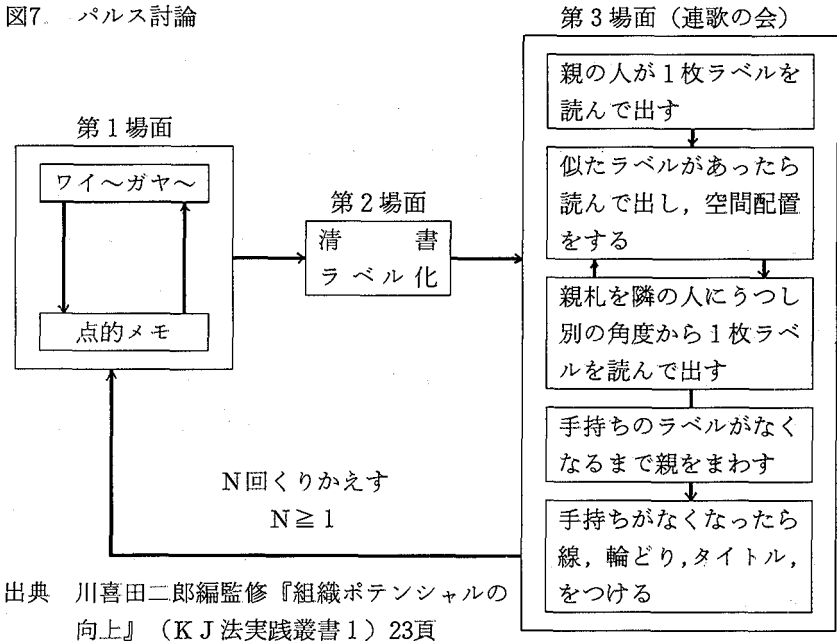 図7. パルス討論
第1場面
ワイ〜ガヤ〜
点的メモ
第2場面
清　　書
ラベル化
第3場面（連歌の会）
親の人が1枚ラベルを
読んで出す
似たラベルがあったら
読んで出し，空間配置
をする
親札を隣の人にうつし
別の角度から1枚ラベ
ルを読んで出す
手持ちのラベルがなく
なるまで親をまわす
手持ちがなくなったら
線，輪どり，タイトル，
をつける
N回くりかえす
N≧1
出典　川喜田二郎編監修『組織ポテンシャルの
向上』（KJ法実践叢書1）23頁